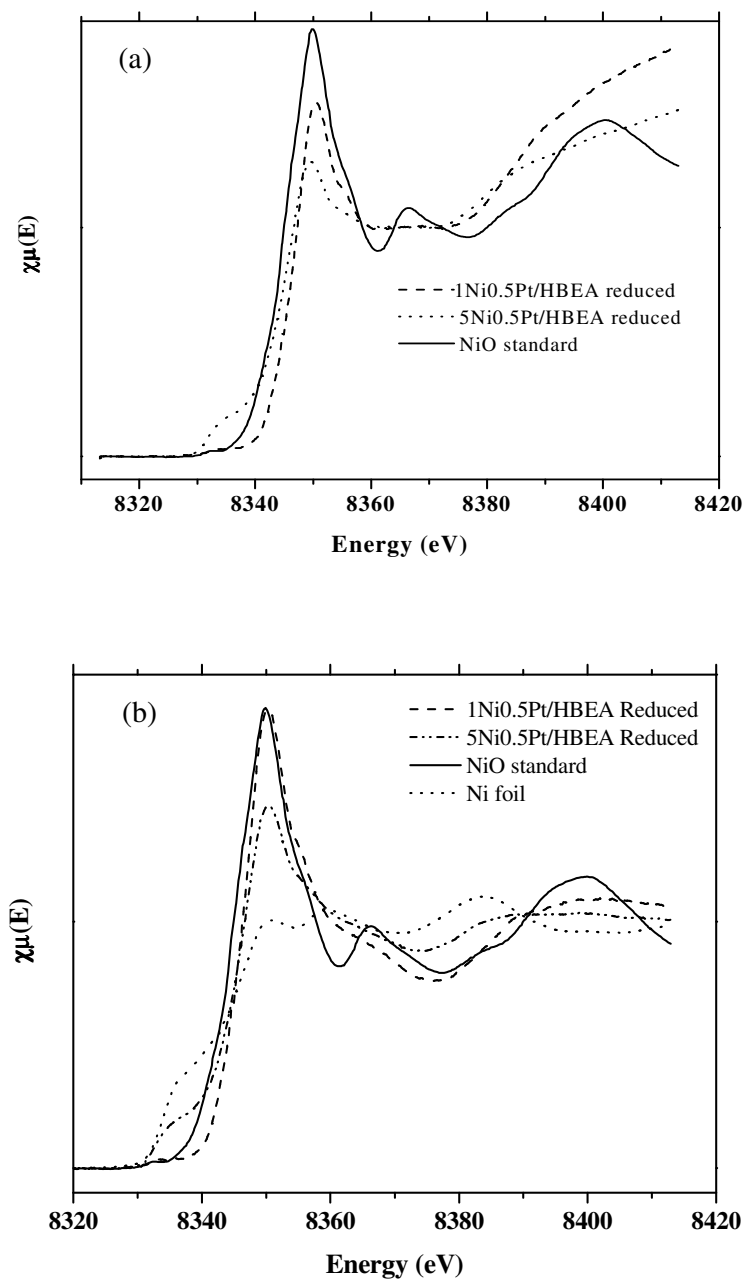 (a)
χμ(E)
1Ni0.5Pt/HBEA reduced
5Ni0.5Pt/HBEA reduced
NiO standard
8320 8340 8360 8380 8400 8420
Energy (eV)
(b)
χμ(E)
1Ni0.5Pt/HBEA Reduced
5Ni0.5Pt/HBEA Reduced
NiO standard
Ni foil
8320 8340 8360 8380 8400 8420
Energy (eV)